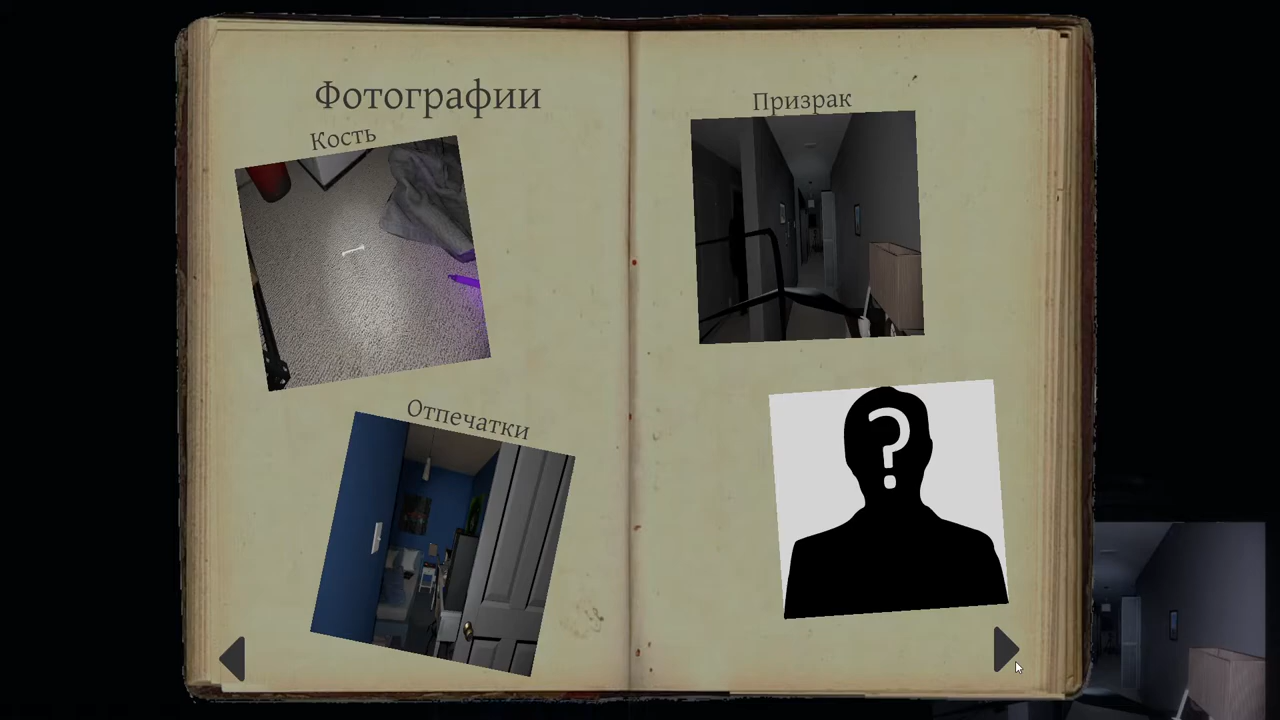 Фотографии
Кость
Отпечатки
Призрак
?